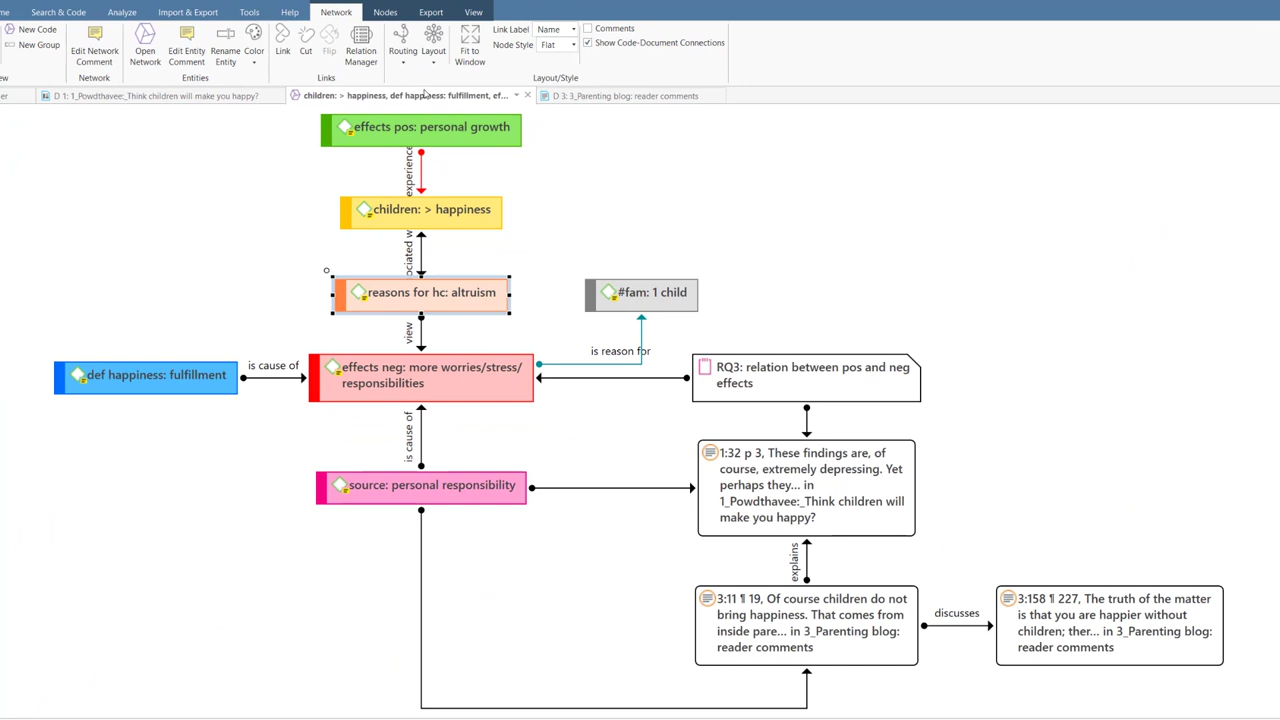 me Search & Code Analyze Import & Export Tools Help Network Nodes Export View
New Code
New Group
Edit Network
Comment
Open
Network
Edit Entity
Comment
Rename
Entity
Color
Link
Cut
Flip
Relation
Manager
Routing
Layout
Fit to
Window
Link Label Name
Node Style Flat
Comments
Show Code-Document Connections
ew Network Entities Links Layout/Style
er D 1: 1_Powdthavee:_Think children will make you happy? children: > happiness, def happiness: fulfillment, ef... D 3: 3_Parenting blog: reader comments
effects pos: personal growth
experience
children: > happiness
ociated w
reasons for hc: altruism
#fam: 1 child
view
is reason for
is cause of
def happiness: fulfillment
effects neg: more worries/stress/
responsibilities
RQ3: relation between pos and neg
effects
is cause of
source: personal responsibility
1:32 p 3, These findings are, of
course, extremely depressing. Yet
perhaps they... in
1_Powdthavee:_Think children will
make you happy?
explains
3:11 ¶ 19, Of course children do not
bring happiness. That comes from
inside pare... in 3_Parenting blog:
reader comments
discusses
3:158 ¶ 227, The truth of the matter
is that you are happier without
children; ther... in 3_Parenting blog:
reader comments